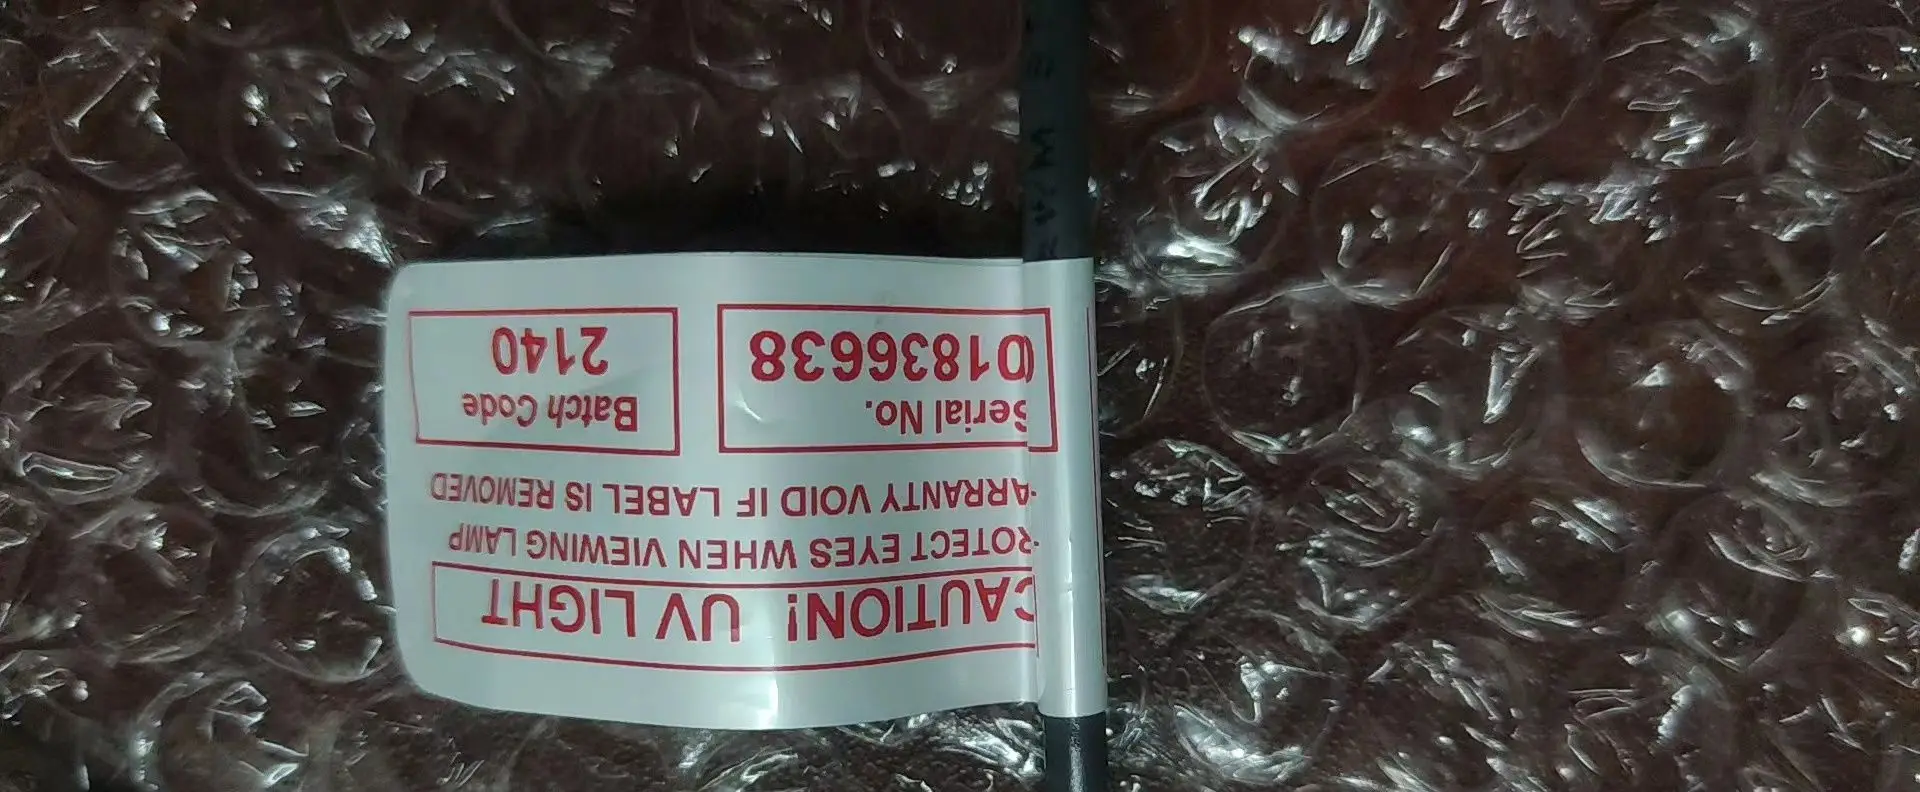 CAUTION! UV LIGHT
ROTECT EYES WHEN VIEWING LAMP
ARRANTY VOID IF LABEL IS REMOVED
Serial No.
01836638
Batch Code
2140